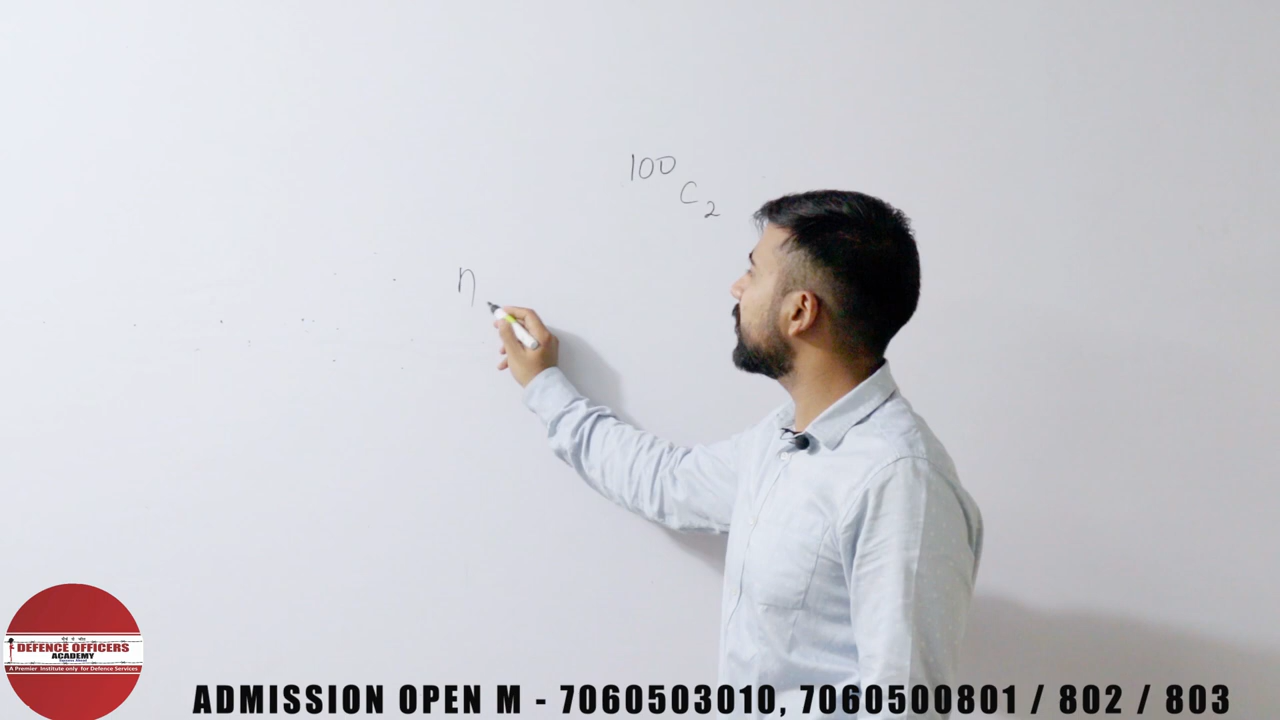 100
C
2
n
DEFENCE OFFICERS
ACADEMY
A Premier Institute only for Defence Services
ADMISSION OPEN M - 7060503010, 7060500801 / 802 / 803